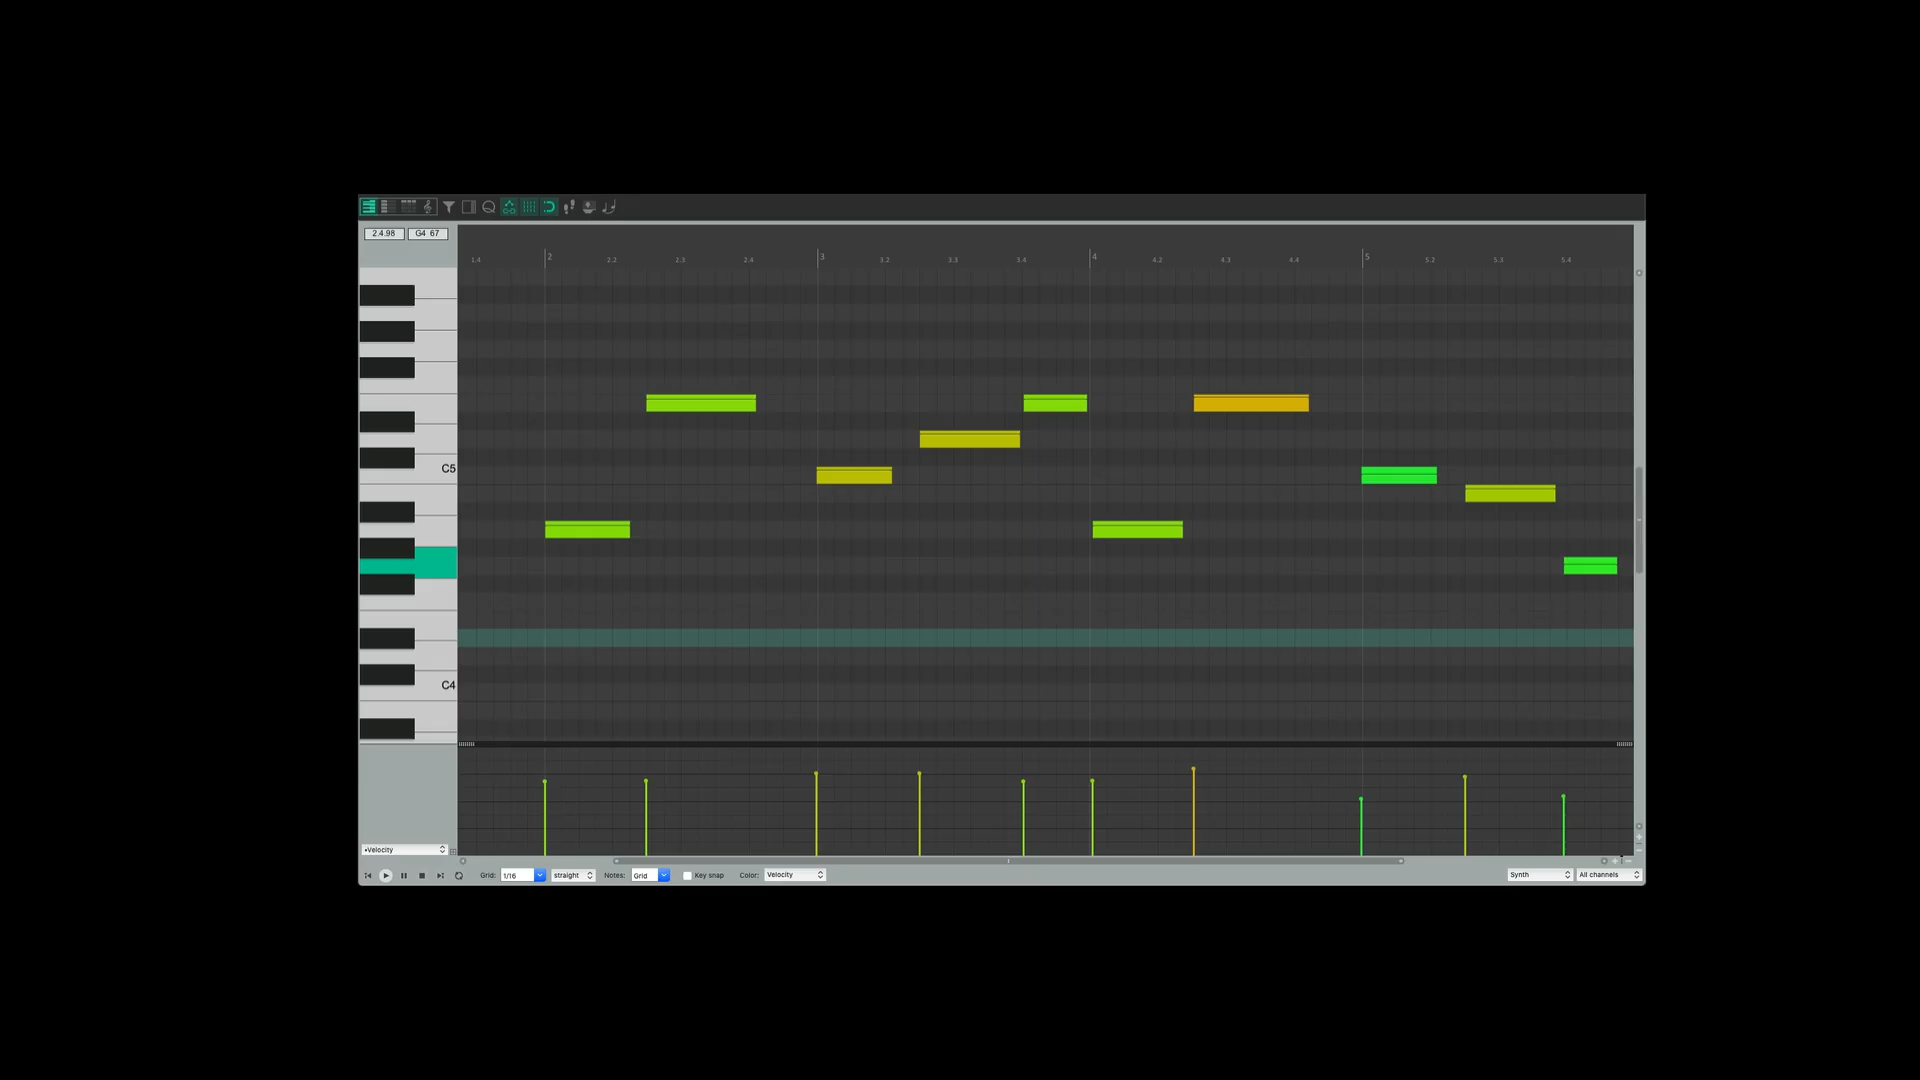 2.4.98 G4 67
1.4 2 2.2 2.3 2.4 3 3.2 3.3 3.4 4 4.2 4.3 4.4 5 5.2 5.3 5.4
C5
C4
•Velocity
Grid: 1/16 straight Notes: Grid Key snap Color: Velocity Synth All channels